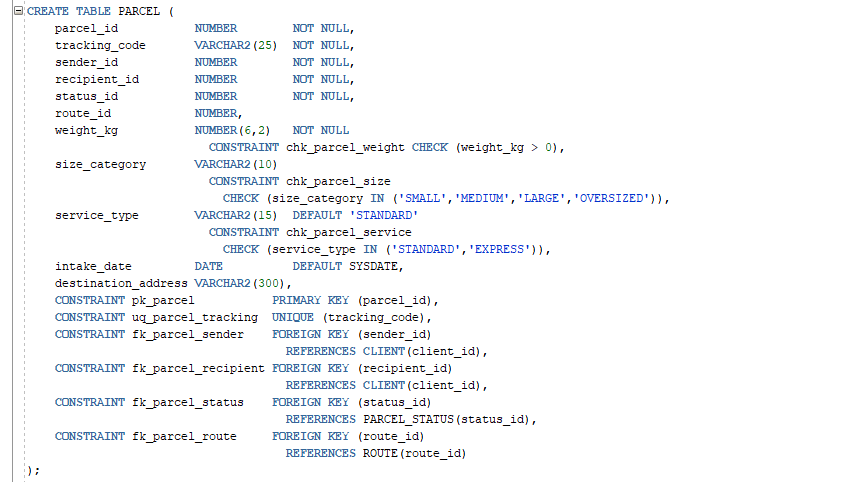 CREATE TABLE PARCEL (
parcel_id NUMBER NOT NULL,
tracking_code VARCHAR2(25) NOT NULL,
sender_id NUMBER NOT NULL,
recipient_id NUMBER NOT NULL,
status_id NUMBER NOT NULL,
route_id NUMBER,
weight_kg NUMBER(6,2) NOT NULL
CONSTRAINT chk_parcel_weight CHECK (weight_kg > 0),
size_category VARCHAR2(10)
CONSTRAINT chk_parcel_size
CHECK (size_category IN ('SMALL','MEDIUM','LARGE','OVERSIZED')),
service_type VARCHAR2(15) DEFAULT 'STANDARD'
CONSTRAINT chk_parcel_service
CHECK (service_type IN ('STANDARD','EXPRESS')),
intake_date DATE DEFAULT SYSDATE,
destination_address VARCHAR2(300),
CONSTRAINT pk_parcel PRIMARY KEY (parcel_id),
CONSTRAINT uq_parcel_tracking UNIQUE (tracking_code),
CONSTRAINT fk_parcel_sender FOREIGN KEY (sender_id)
REFERENCES CLIENT(client_id),
CONSTRAINT fk_parcel_recipient FOREIGN KEY (recipient_id)
REFERENCES CLIENT(client_id),
CONSTRAINT fk_parcel_status FOREIGN KEY (status_id)
REFERENCES PARCEL_STATUS(status_id),
CONSTRAINT fk_parcel_route FOREIGN KEY (route_id)
REFERENCES ROUTE(route_id)
);